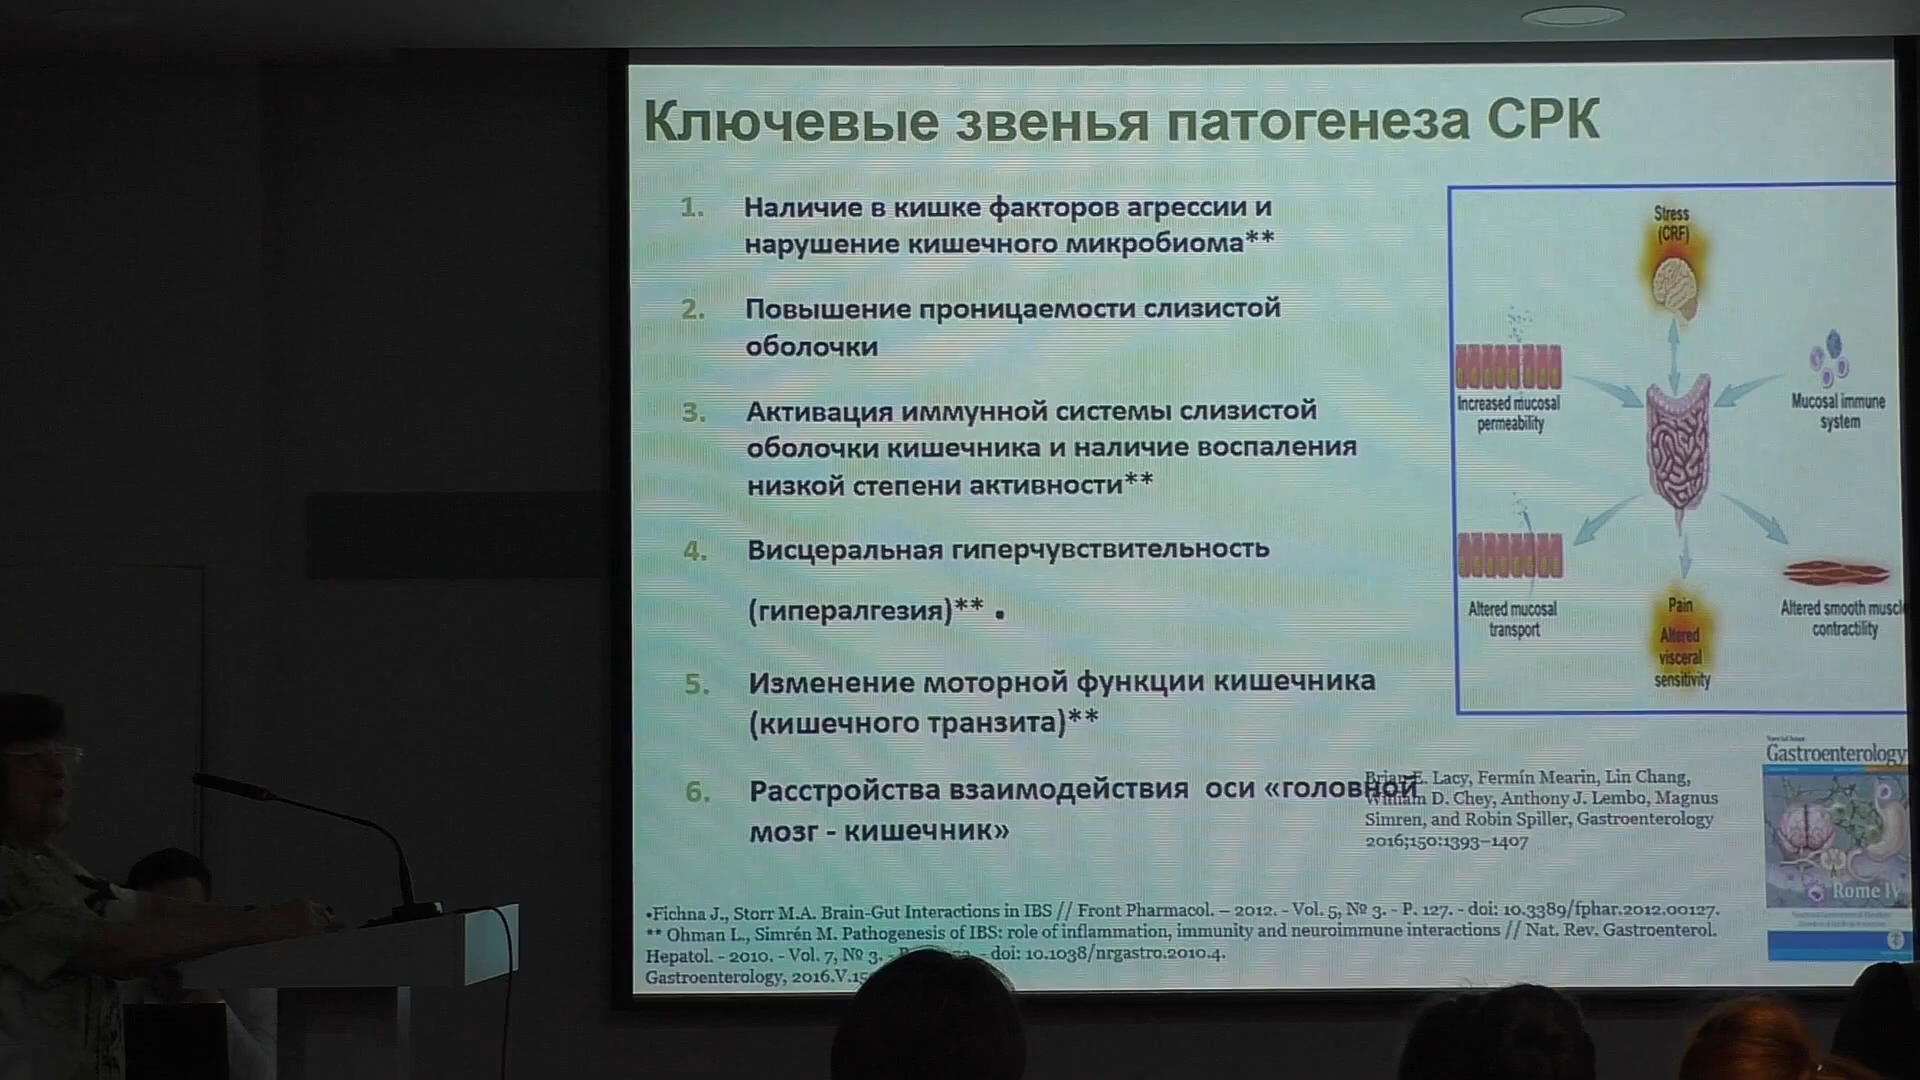 Ключевые звенья патогенеза СРК
1. Наличие в кишке факторов агрессии и
нарушение кишечного микробиома**
2. Повышение проницаемости слизистой
оболочки
3. Активация иммунной системы слизистой
оболочки кишечника и наличие воспаления
низкой степени активности**
4. Висцеральная гиперчувствительность
(гипералгезия)** .
5. Изменение моторной функции кишечника
(кишечного транзита)**
6. Расстройства взаимодействия оси «головной
мозг - кишечник»
Stress
(CRF)
Increased mucosal
permeability
Mucosal immune
system
Altered mucosal
transport
Pain
Altered
visceral
sensitivity
Altered smooth muscle
contractility
Brian E. Lacy, Fermín Mearin, Lin Chang,
William D. Chey, Anthony J. Lembo, Magnus
Simren, and Robin Spiller, Gastroenterology
2016;150:1393–1407
Gastroenterology
Rome IV
•Fichna J., Storr M.A. Brain-Gut Interactions in IBS // Front Pharmacol. – 2012. - Vol. 5, № 3. - P. 127. - doi: 10.3389/fphar.2012.00127.
** Ohman L., Simrén M. Pathogenesis of IBS: role of inflammation, immunity and neuroimmune interactions // Nat. Rev. Gastroenterol.
Hepatol. - 2010. - Vol. 7, № 3. - doi: 10.1038/nrgastro.2010.4.
Gastroenterology, 2016.V.15